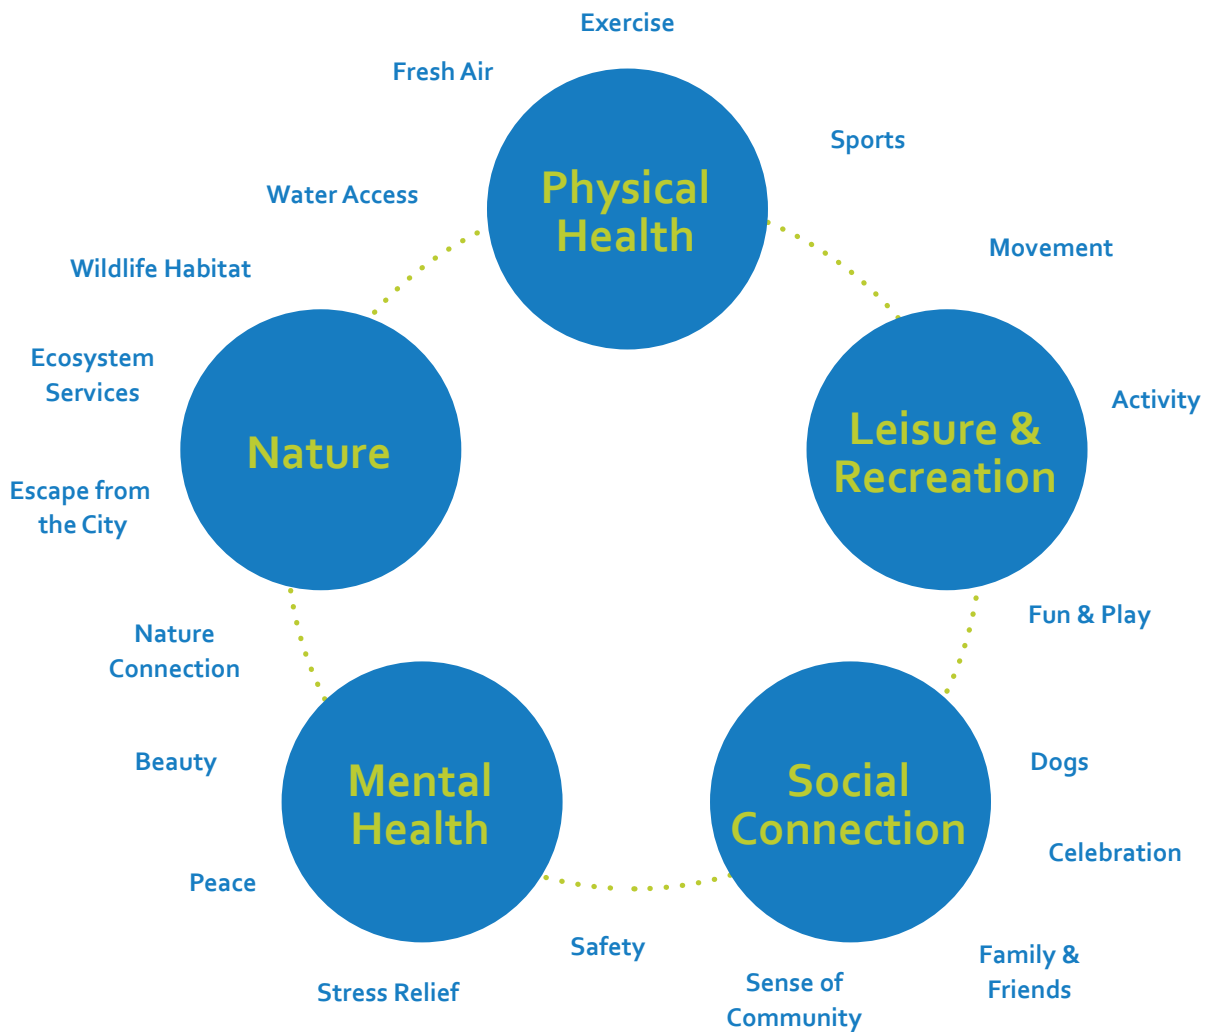 Exercise
Fresh Air
Sports
Physical
Health
Water Access
Movement
Wildlife Habitat
Ecosystem
Services
Activity
Leisure &
Recreation
Nature
Escape from
the City
Fun & Play
Nature
Connection
Beauty
Dogs
Mental
Health
Social
Connection
Celebration
Peace
Safety
Family &
Friends
Stress Relief
Sense of
Community